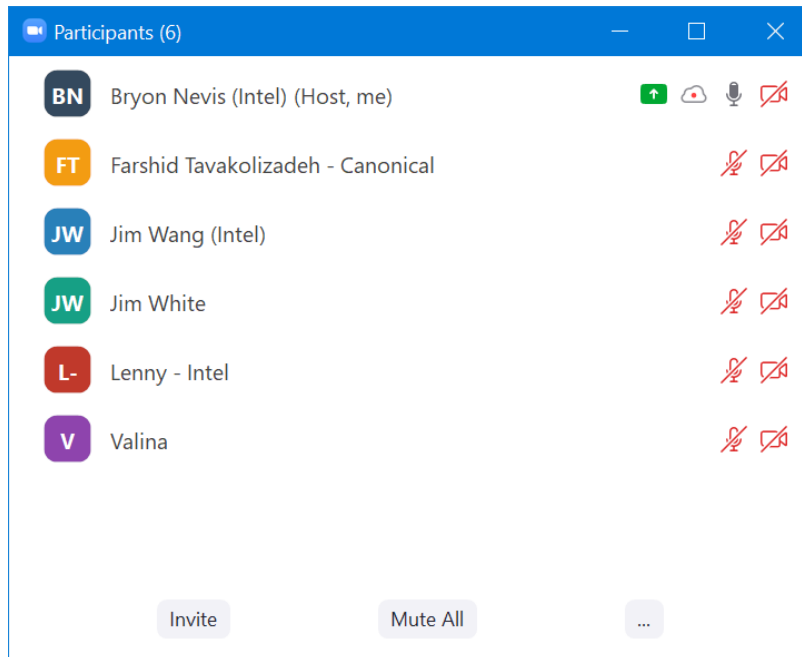 Participants (6)
BN Bryon Nevis (Intel) (Host, me)
FT Farshid Tavakolizadeh - Canonical
JW Jim Wang (Intel)
JW Jim White
L- Lenny - Intel
V Valina
Invite Mute All ...